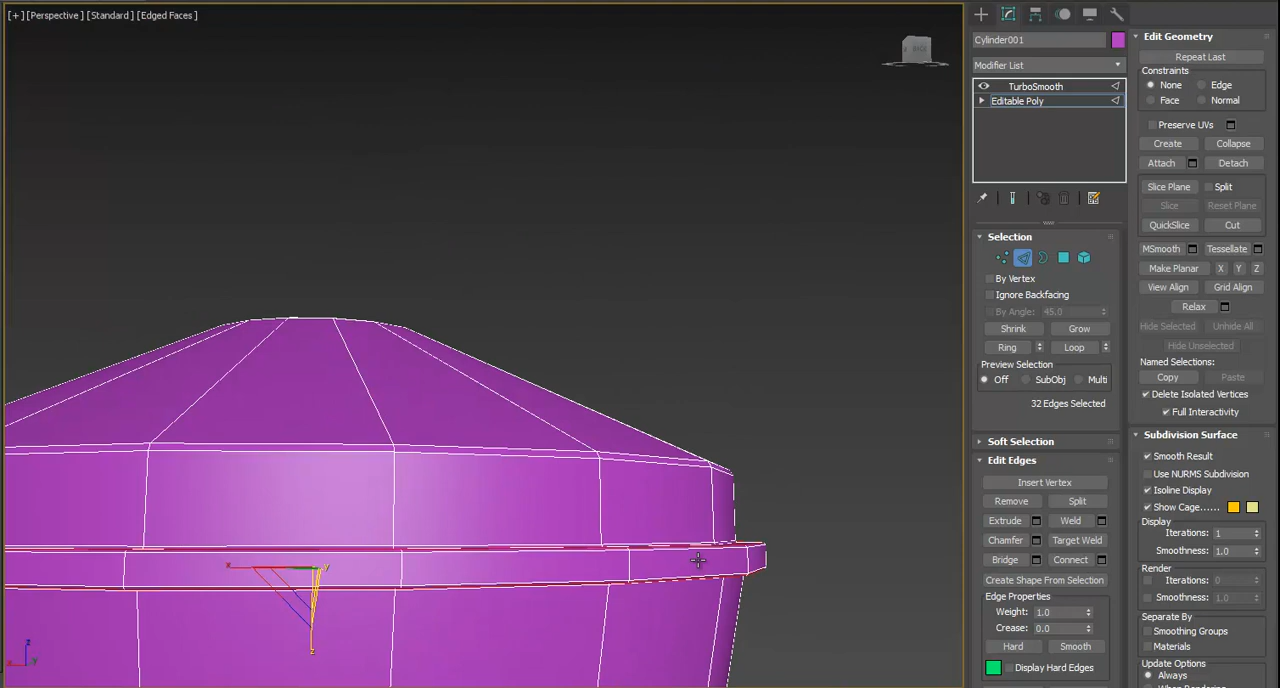 [+] [Perspective ] [Standard ] [Edged Faces ]
Cylinder001
Modifier List
TurboSmooth
Editable Poly
Selection
By Vertex
Ignore Backfacing
By Angle: 45.0
Shrink Grow
Ring Loop
Preview Selection
Off SubObj Multi
32 Edges Selected
Soft Selection
Edit Edges
Insert Vertex
Remove Split
Extrude Weld
Chamfer Target Weld
Bridge Connect
Create Shape From Selection
Edge Properties
Weight: 1.0
Crease: 0.0
Hard Smooth
Display Hard Edges
Edit Geometry
Repeat Last
Constraints
None Edge
Face Normal
Preserve UVs
Create Collapse
Attach Detach
Slice Plane Split
Slice Reset Plane
QuickSlice Cut
MSmooth Tessellate
Make Planar X Y Z
View Align Grid Align
Relax
Hide Selected Unhide All
Hide Unselected
Named Selections:
Copy Paste
Delete Isolated Vertices
Full Interactivity
Subdivision Surface
Smooth Result
Use NURMS Subdivision
Isoline Display
Show Cage......
Display
Iterations: 1
Smoothness: 1.0
Render
Iterations: 0
Smoothness: 1.0
Separate By
Smoothing Groups
Materials
Update Options
Always
When Rendering
x
y
z
z
x
y